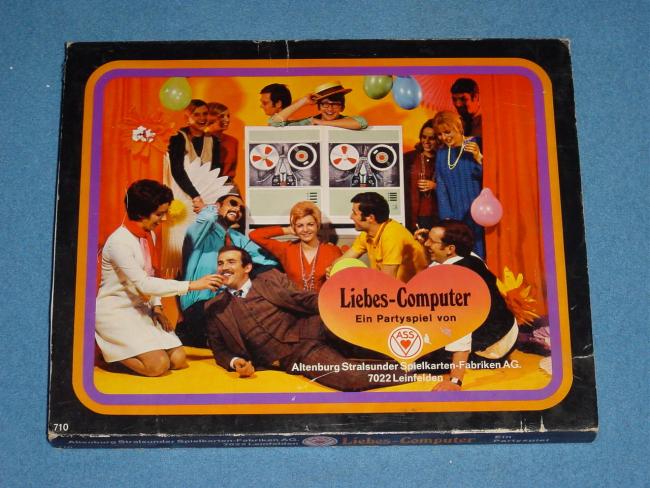 Liebes-Computer
Ein Partyspiel von
ASS
Altenburg Stralsunder Spielkarten-Fabriken AG.
7022 Leinfelden
710
Altenburg Stralsunder Spielkarten-Fabriken AG.
7022 Leinfelden
Liebes-Computer
Ein
Partyspiel